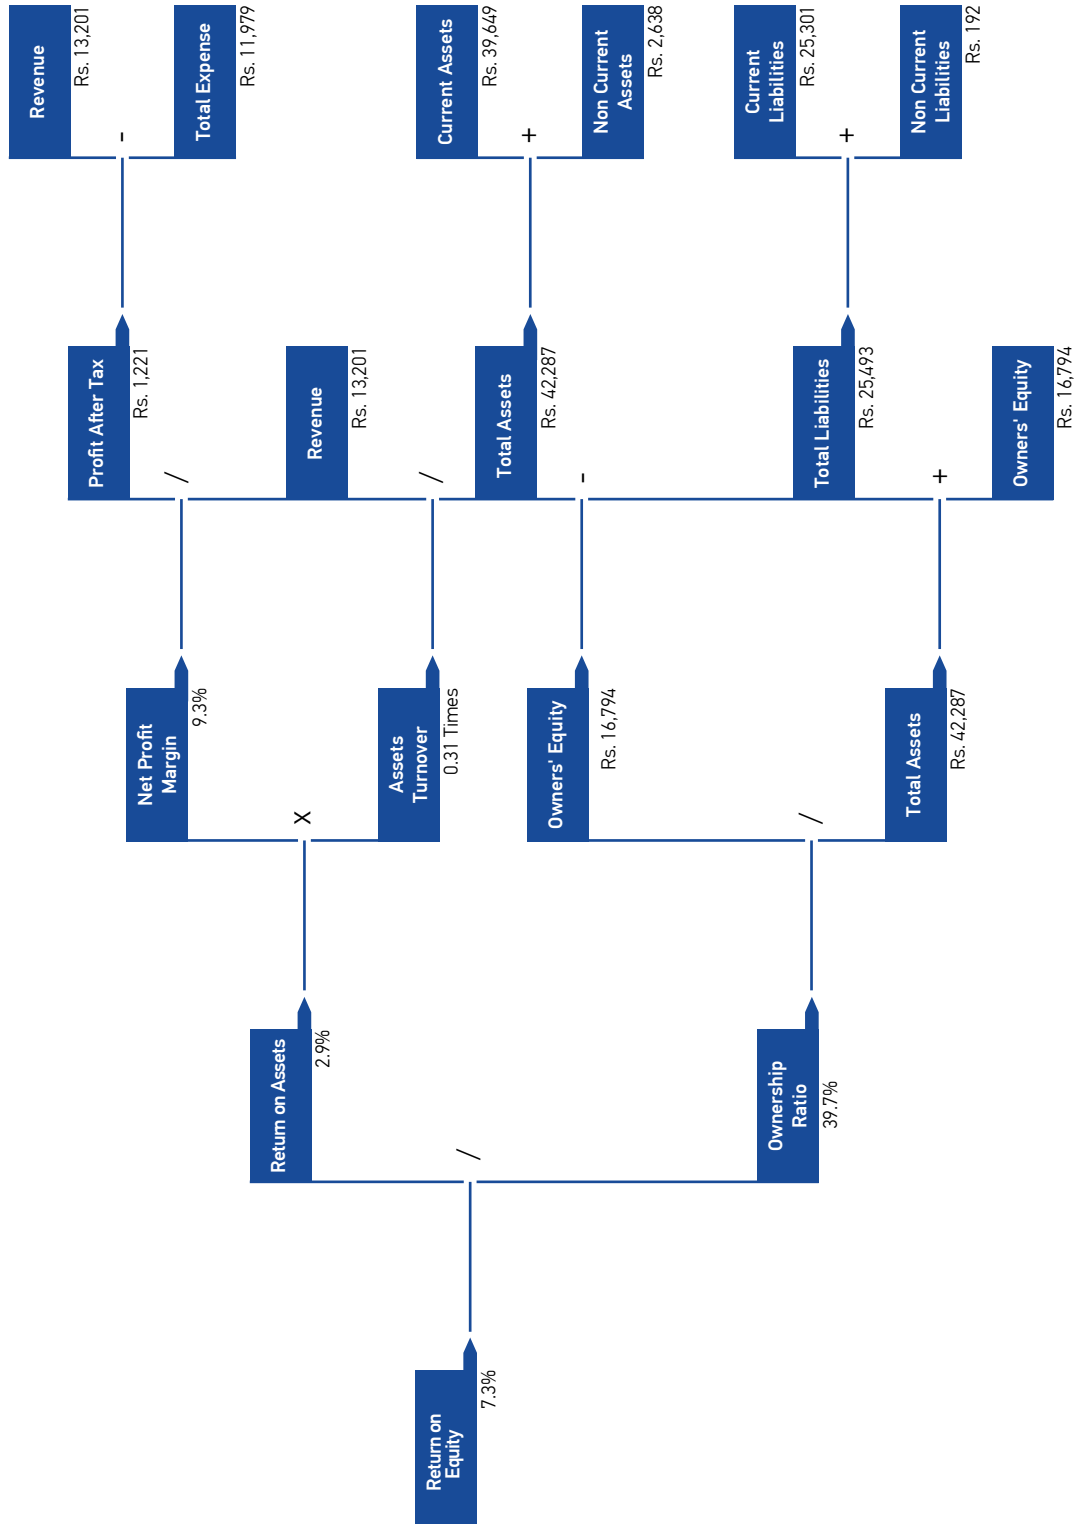 Return on
Equity
7.3%
/
Return on Assets
2.9%
Ownership
Ratio
39.7%
X
/
Net Profit
Margin
9.3%
Assets
Turnover
0.31 Times
Owners' Equity
Rs. 16,794
Total Assets
Rs. 42,287
/
/
-
+
Profit After Tax
Rs. 1,221
Revenue
Rs. 13,201
Total Assets
Rs. 42,287
Total Liabilities
Rs. 25,493
Owners' Equity
Rs. 16,794
-
+
+
Revenue
Rs. 13,201
Total Expense
Rs. 11,979
Current Assets
Rs. 39,649
Non Current
Assets
Rs. 2,638
Current
Liabilities
Rs. 25,301
Non Current
Liabilities
Rs. 192